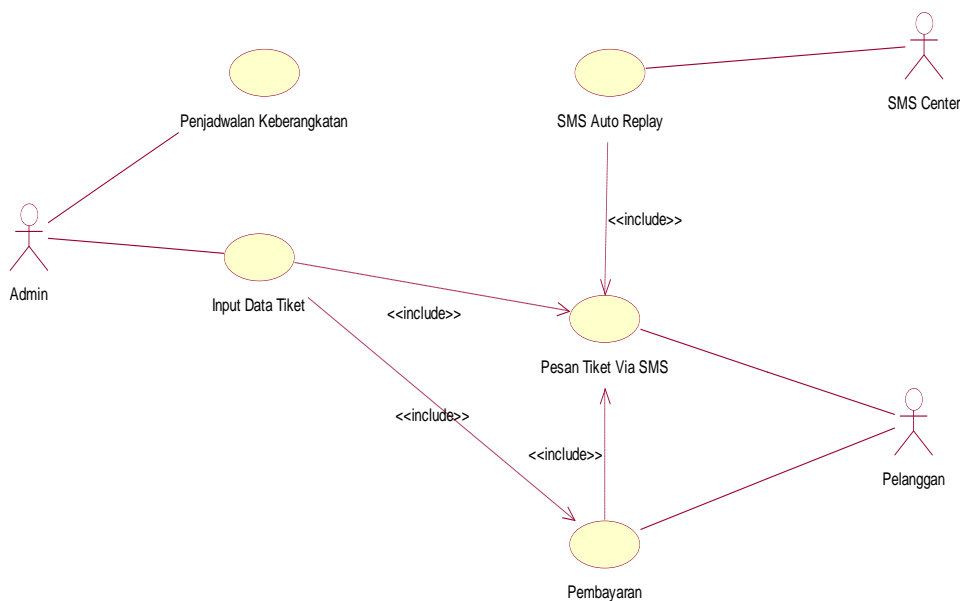 SMS Center
Penjadwalan Keberangkatan
SMS Auto Replay
<<include>>
Admin
Input Data Tiket
<<include>>
Pesan Tiket Via SMS
<<include>>
<<include>>
Pelanggan
Pembayaran